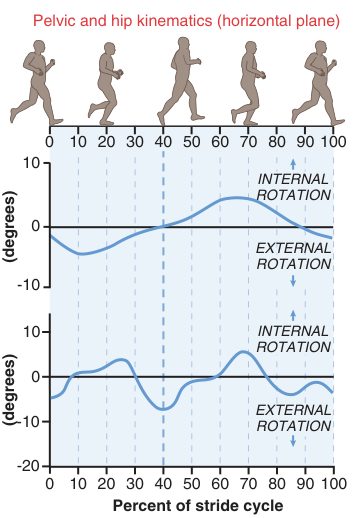 Pelvic and hip kinematics (horizontal plane)
0 10 20 30 40 50 60 70 80 90 100
10
INTERNAL
ROTATION
0
(degrees)
EXTERNAL
ROTATION
-10
INTERNAL
ROTATION
10
0
(degrees)
-10
EXTERNAL
ROTATION
-20
0 10 20 30 40 50 60 70 80 90 100
Percent of stride cycle